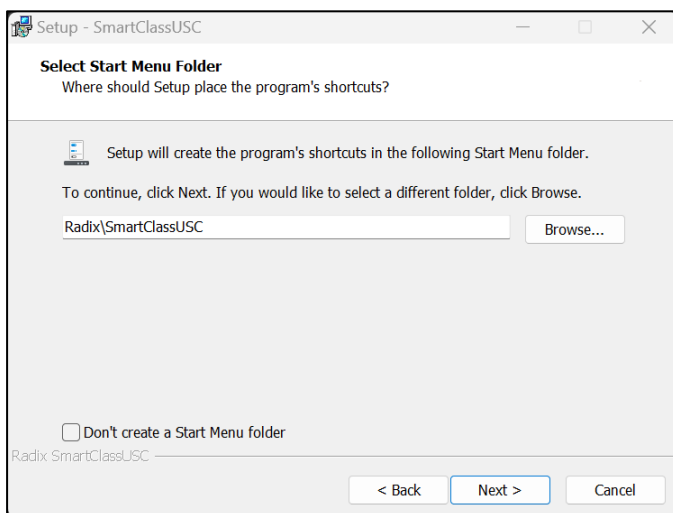 Setup - SmartClassUSC
Select Start Menu Folder
Where should Setup place the program's shortcuts?
Setup will create the program's shortcuts in the following Start Menu folder.
To continue, click Next. If you would like to select a different folder, click Browse.
Radix\SmartClassUSC
Browse...
Don't create a Start Menu folder
Radix SmartClassUSC
< Back
Next >
Cancel